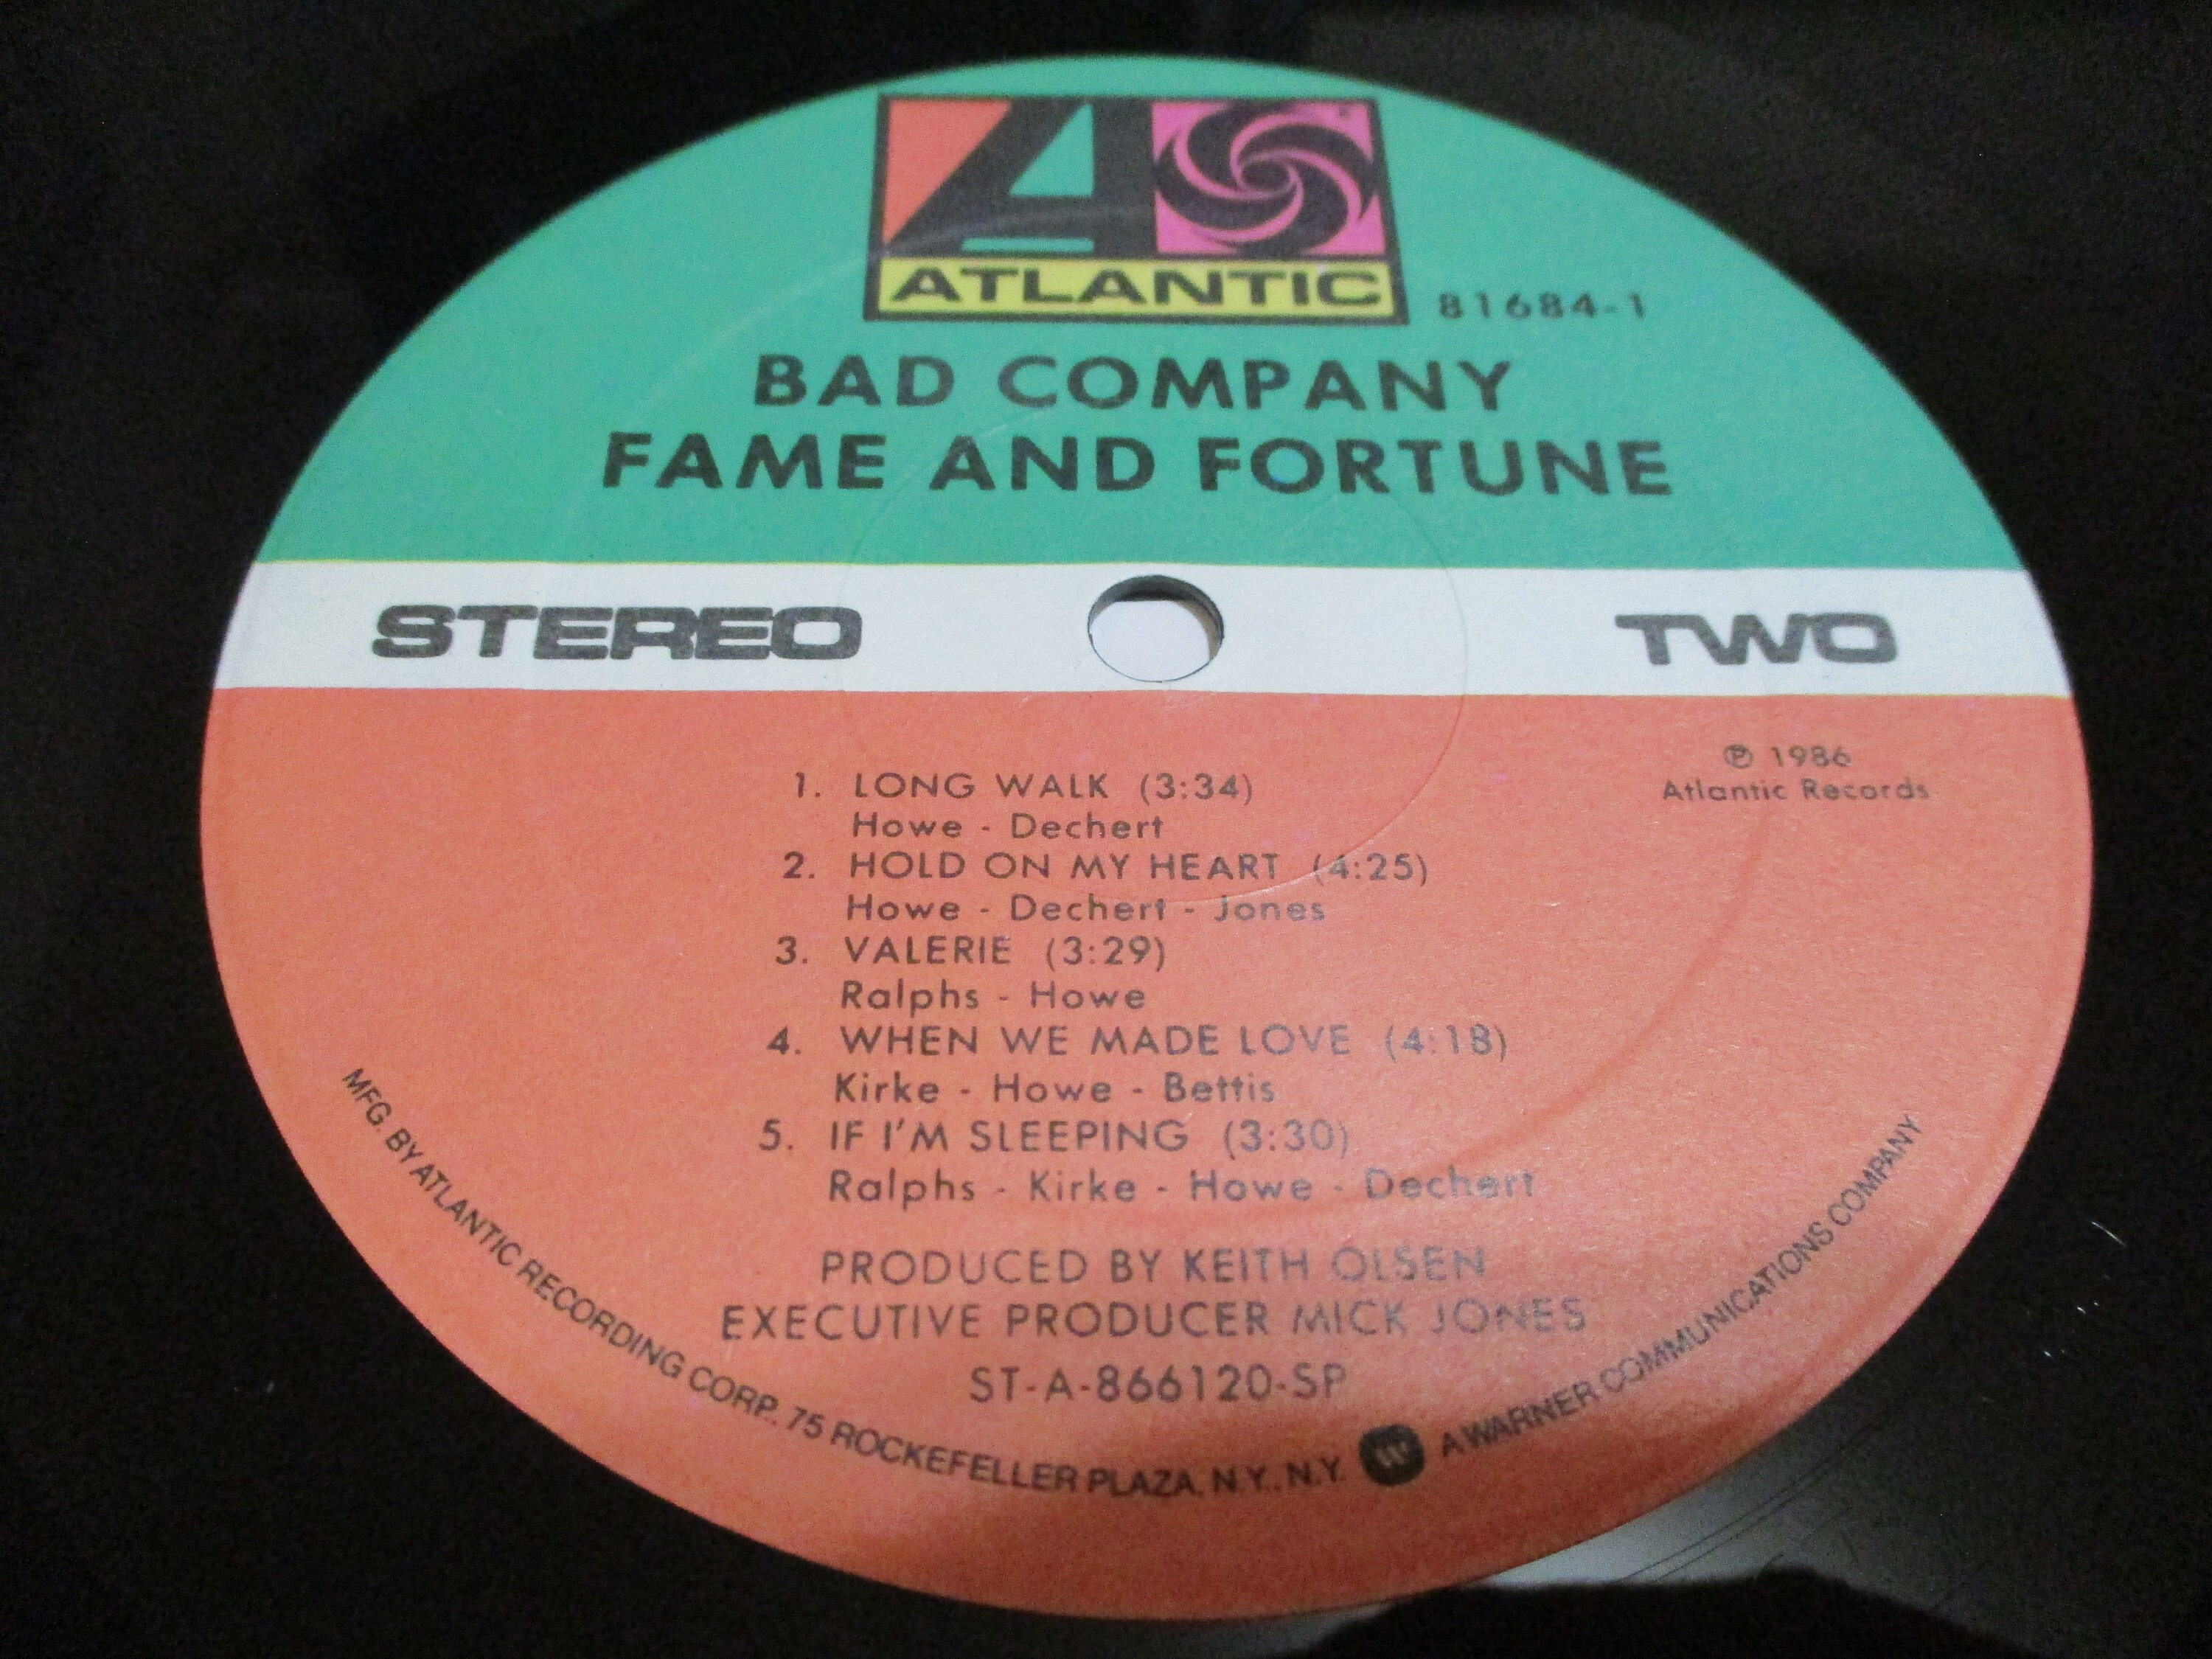 ATLANTIC
81684-1
BAD COMPANY
FAME AND FORTUNE
STEREO
TWO
℗ 1986
Atlantic Records
1. LONG WALK (3:34)
Howe - Dechert
2. HOLD ON MY HEART (4:25)
Howe - Dechert - Jones
3. VALERIE (3:29)
Ralphs - Howe
4. WHEN WE MADE LOVE (4:18)
Kirke - Howe - Bettis
5. IF I'M SLEEPING (3:30)
Ralphs - Kirke - Howe - Dechert
PRODUCED BY KEITH OLSEN
EXECUTIVE PRODUCER MICK JONES
ST-A-866120-SP
MFG. BY ATLANTIC RECORDING CORP. 75 ROCKEFELLER PLAZA, N.Y., N.Y. A WARNER COMMUNICATIONS COMPANY